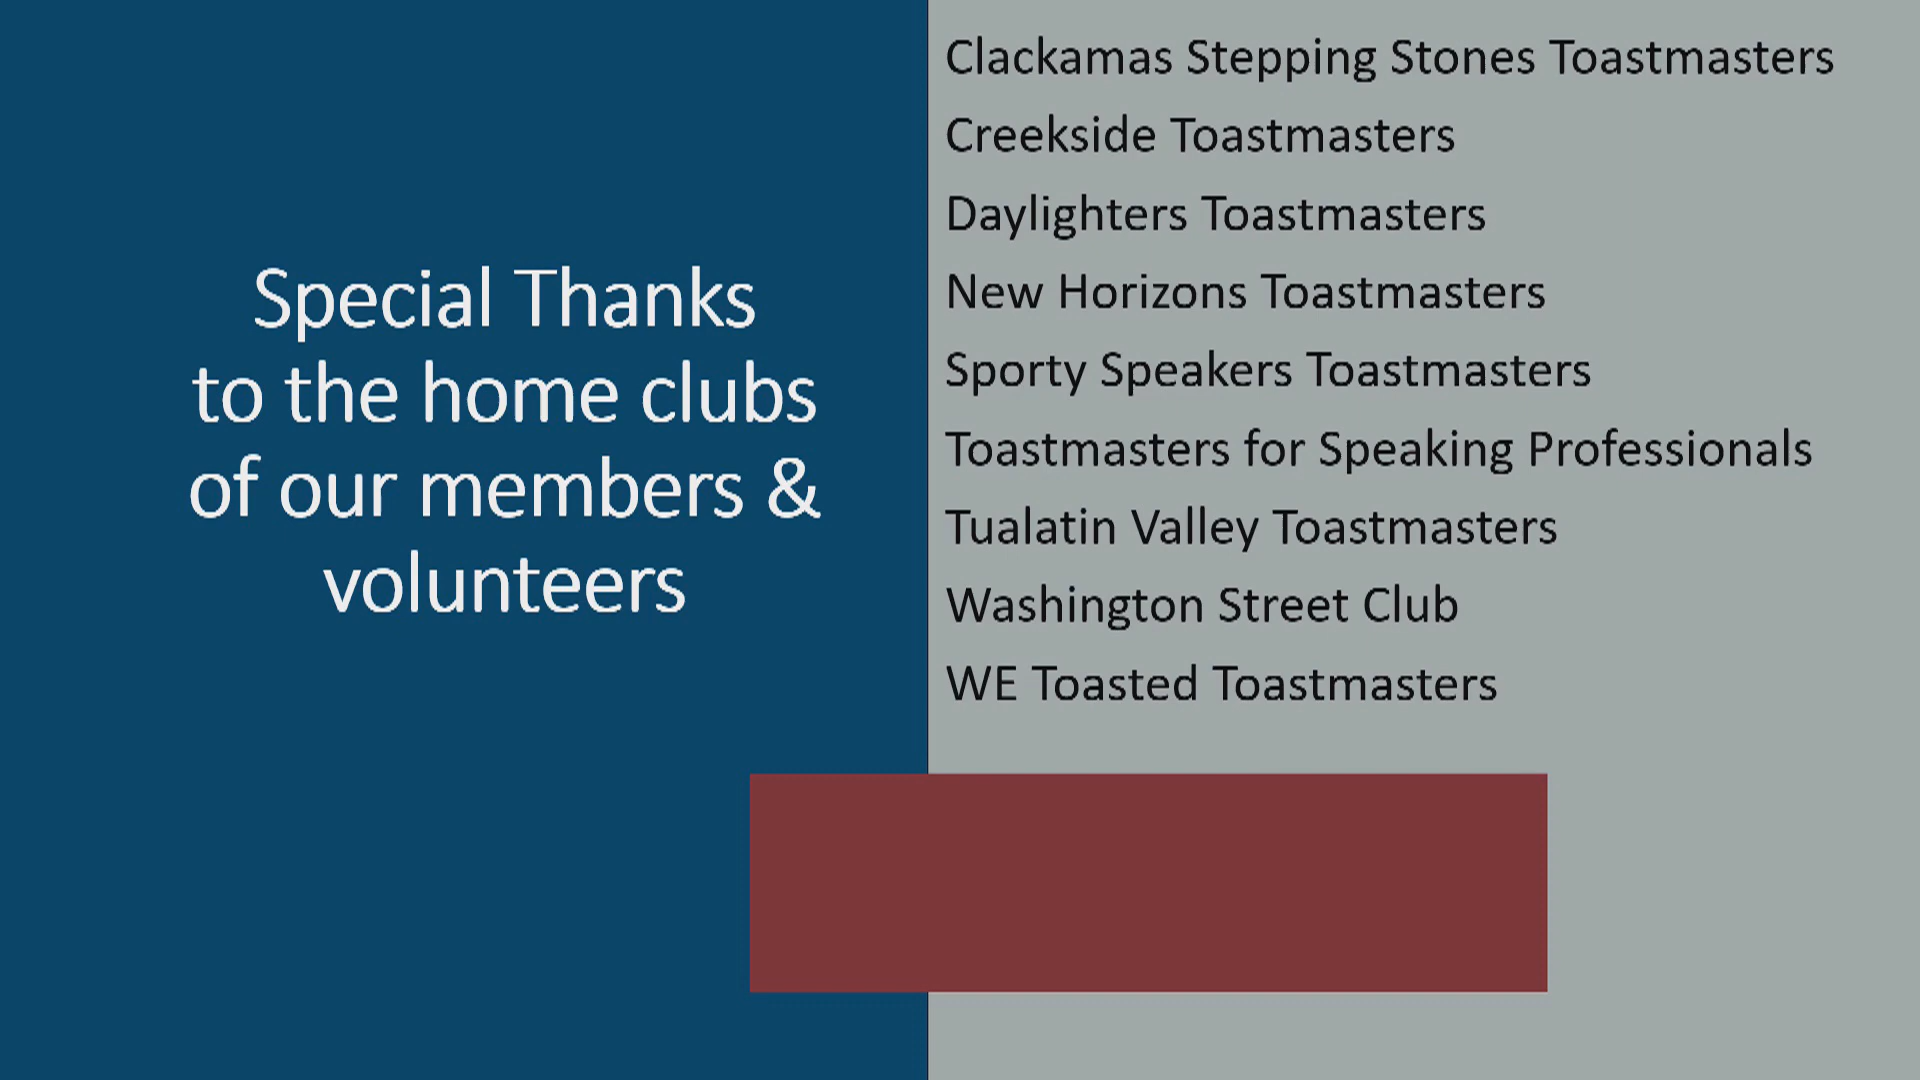 Special Thanks
to the home clubs
of our members &
volunteers
Clackamas Stepping Stones Toastmasters
Creekside Toastmasters
Daylighters Toastmasters
New Horizons Toastmasters
Sporty Speakers Toastmasters
Toastmasters for Speaking Professionals
Tualatin Valley Toastmasters
Washington Street Club
WE Toasted Toastmasters